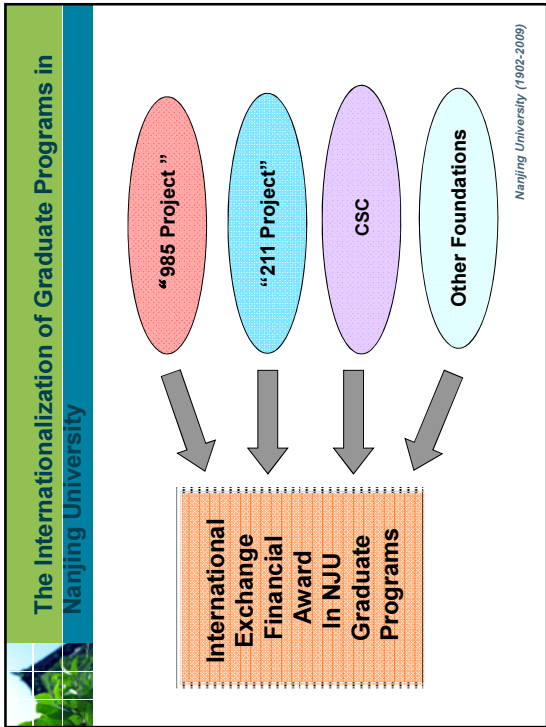 The Internationalization of Graduate Programs in
Nanjing University
International
Exchange
Financial
Award
In NJU
Graduate
Programs
“985 Project ”
“211 Project”
CSC
Other Foundations
Nanjing University (1902-2009)